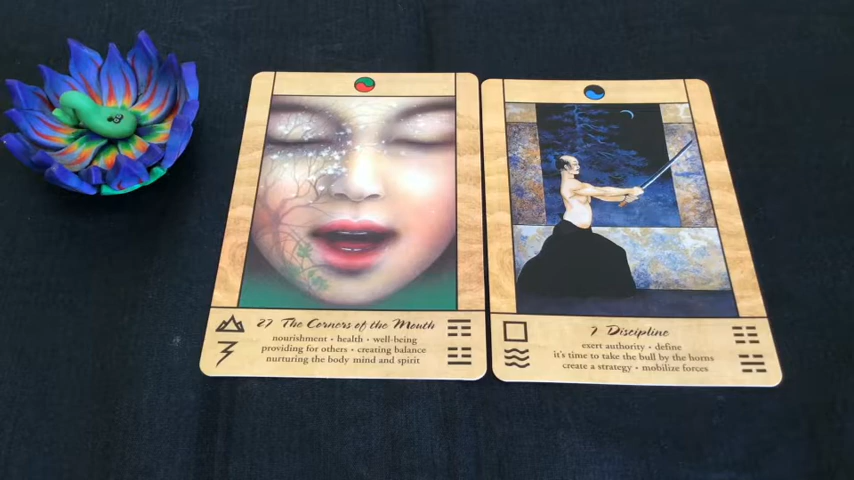 27 The Corners of the Mouth
nourishment • health • well-being
providing for others • creating balance
nurturing the body mind and spirit
7 Discipline
exert authority • define
it's time to take the bull by the horns
create a strategy • mobilize forces